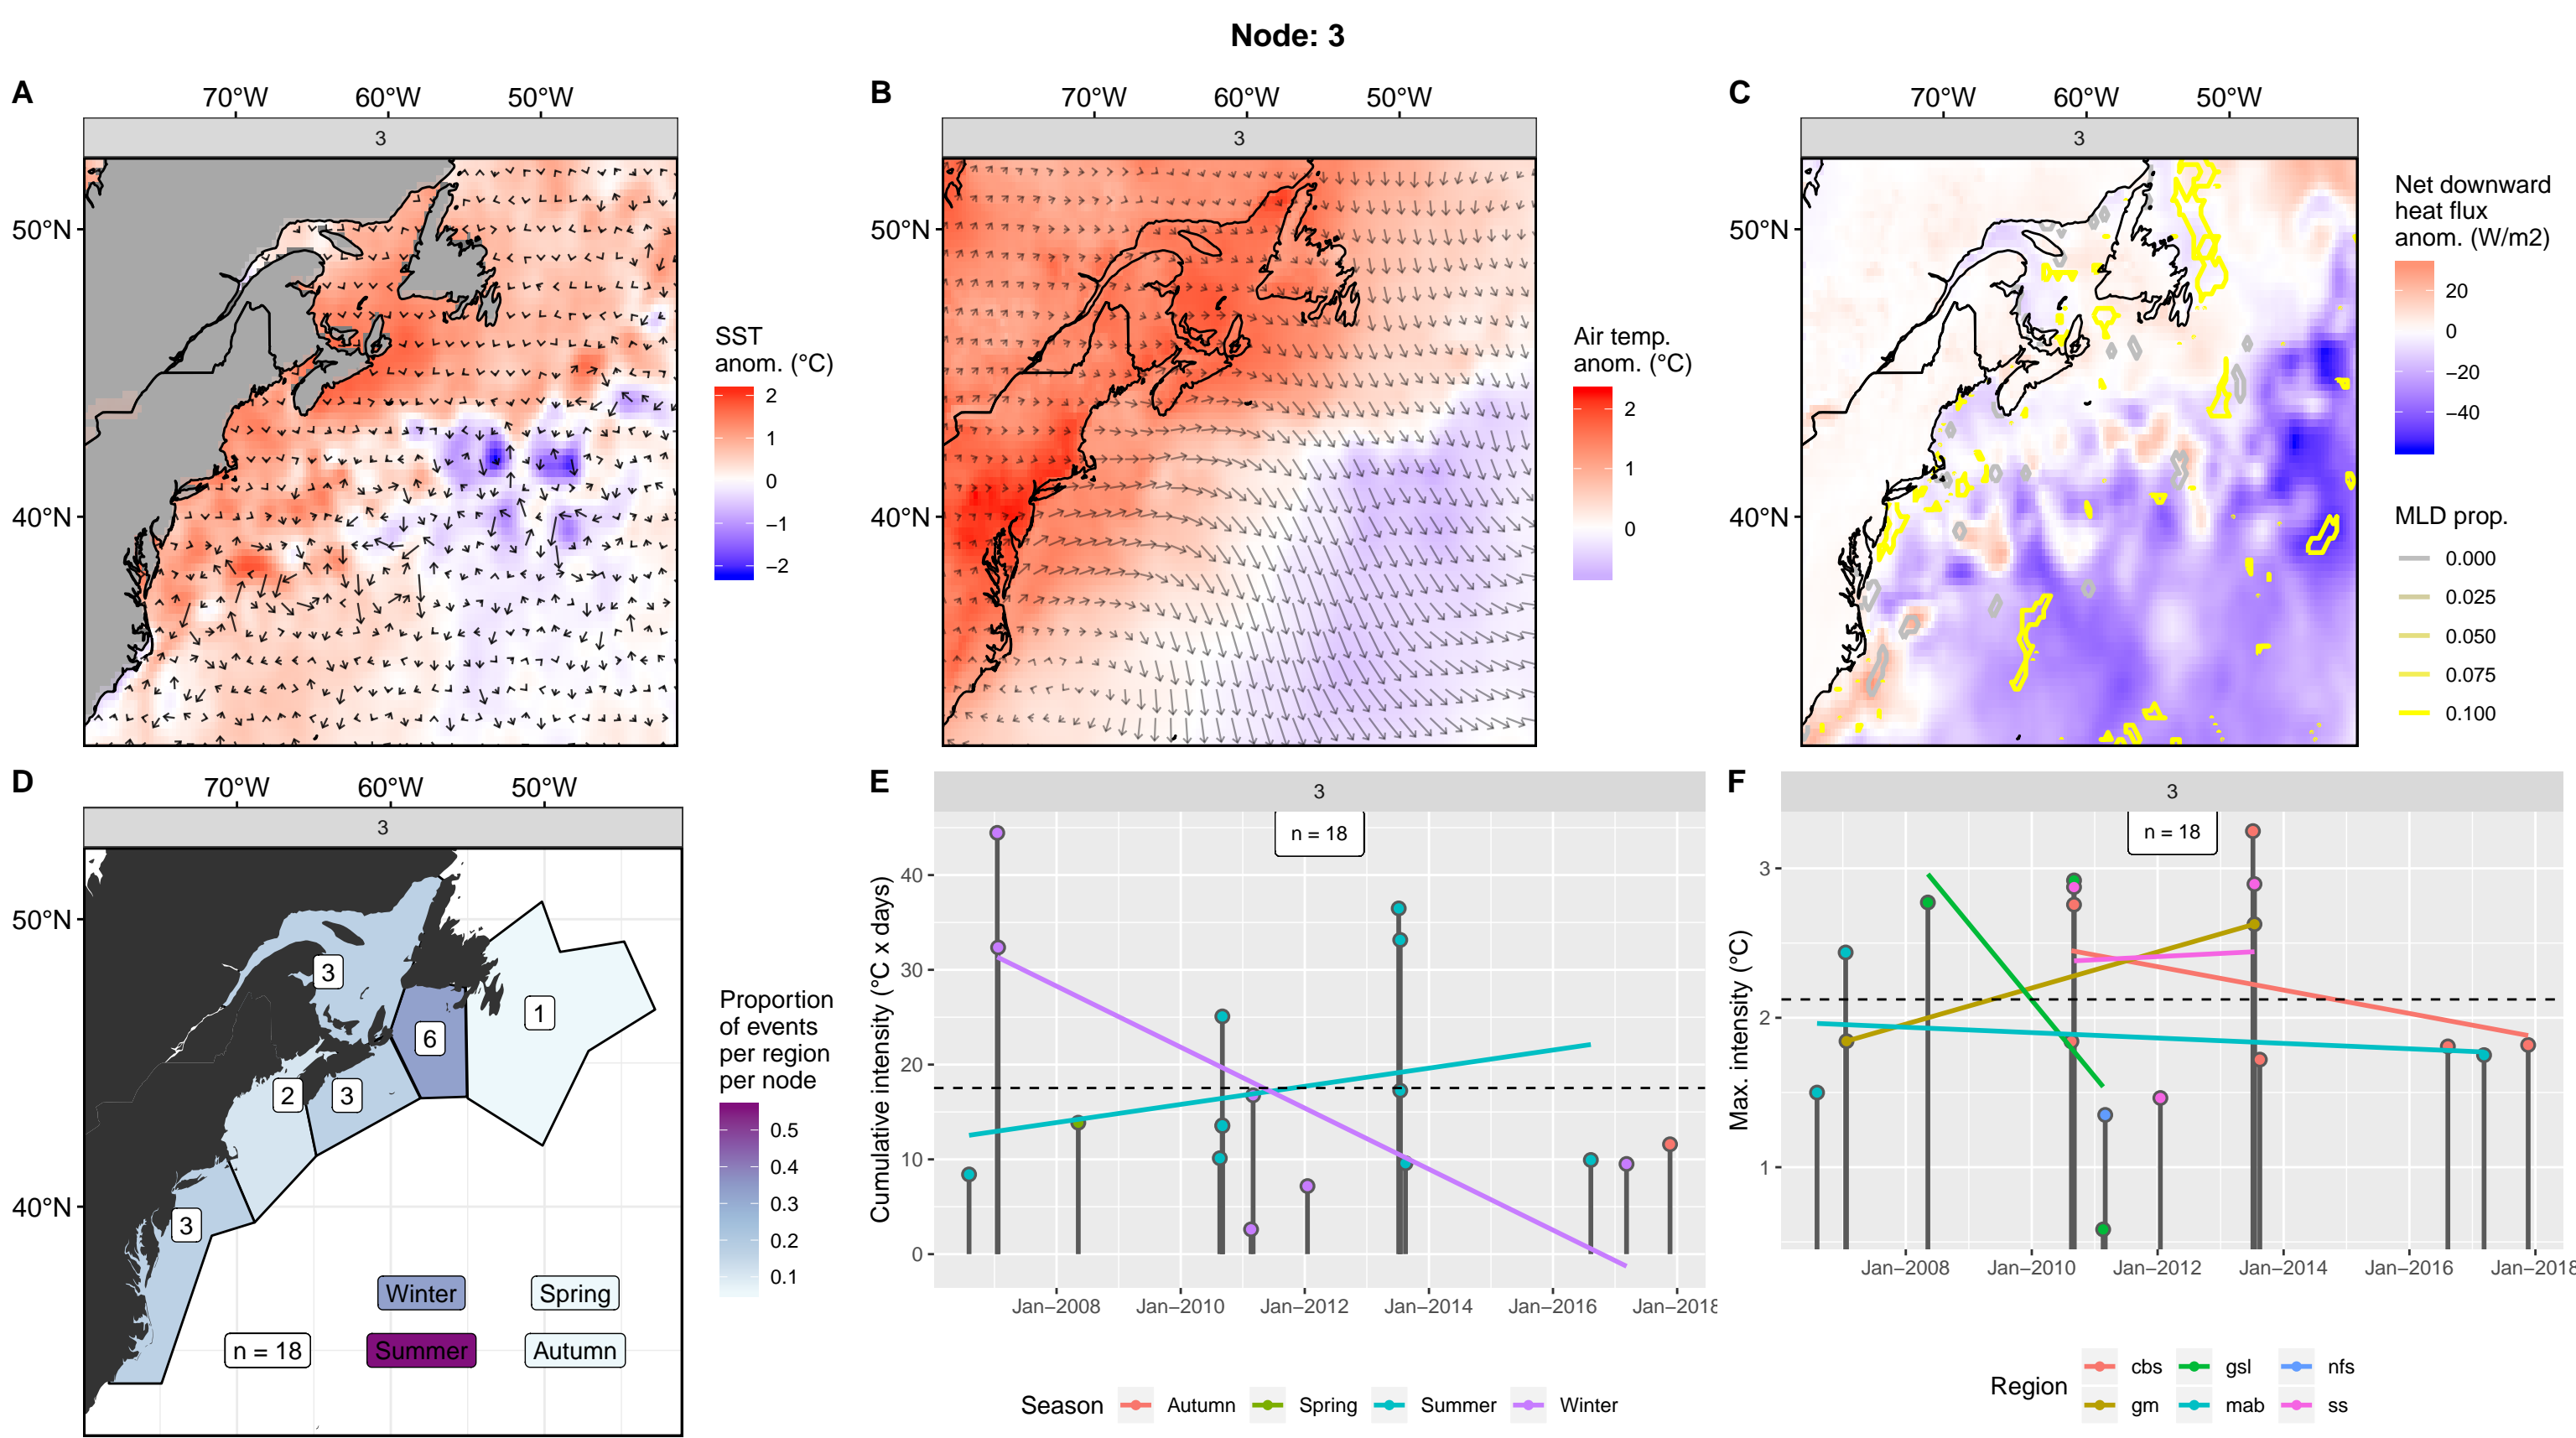 Node: 3
A
70°W 60°W 50°W
3
50°N
40°N
SST
anom. (°C)
2
1
0
−1
−2
B
70°W 60°W 50°W
3
50°N
40°N
Air temp.
anom. (°C)
2
1
0
C
70°W 60°W 50°W
3
50°N
40°N
Net downward
heat flux
anom. (W/m2)
20
0
−20
−40
MLD prop.
0.000
0.025
0.050
0.075
0.100
D
70°W 60°W 50°W
3
50°N
40°N
3
6
1
2
3
3
Winter Spring
n = 18 Summer Autumn
Proportion
of events
per region
per node
0.5
0.4
0.3
0.2
0.1
E
3
n = 18
Cumulative intensity (°C x days)
40
30
20
10
0
Jan−2008 Jan−2010 Jan−2012 Jan−2014 Jan−2016 Jan−2018
Season Autumn Spring Summer Winter
F
3
n = 18
Max. intensity (°C)
3
2
1
Jan−2008 Jan−2010 Jan−2012 Jan−2014 Jan−2016 Jan−2018
Region
cbs gsl nfs
gm mab ss